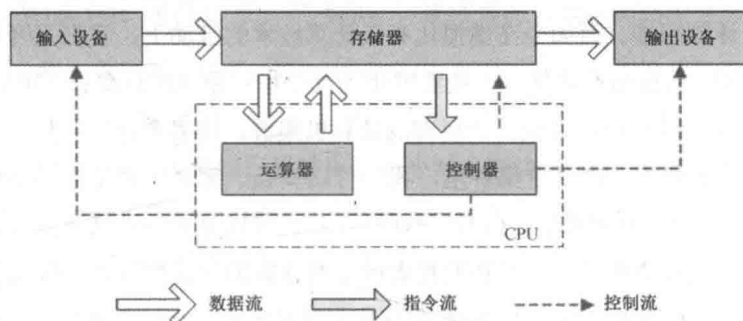 输入设备
存储器
输出设备
运算器
控制器
CPU
数据流
指令流
控制流